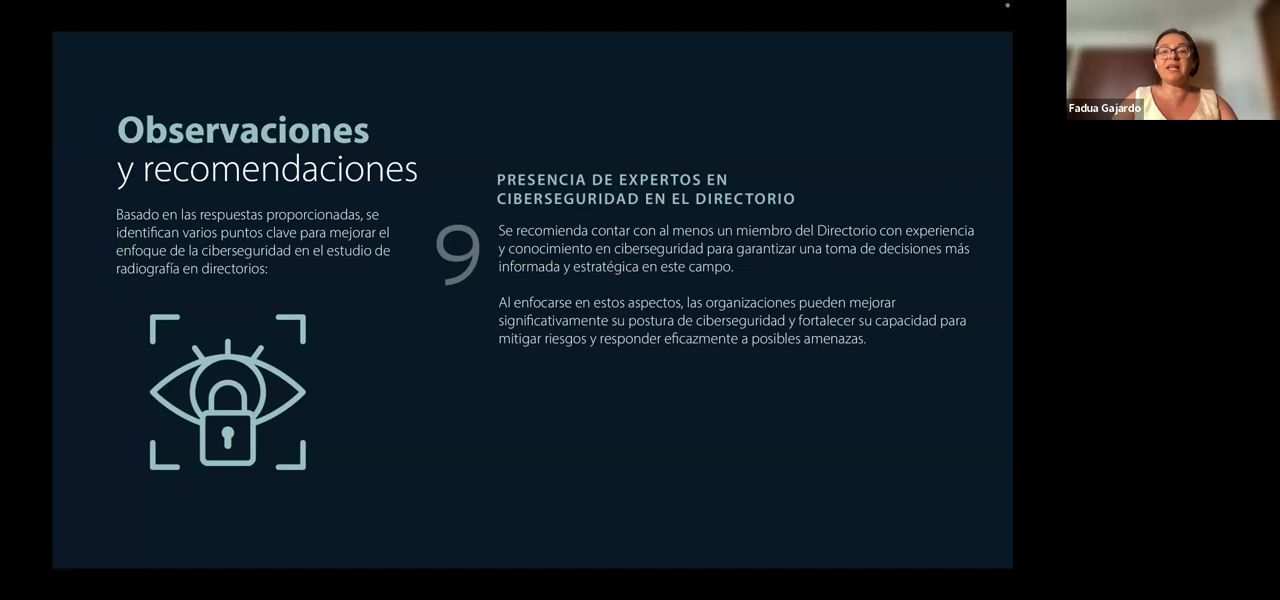 Observaciones
y recomendaciones
Basado en las respuestas proporcionadas, se
identifican varios puntos clave para mejorar el
enfoque de la ciberseguridad en el estudio de
radiografía en directorios:
9
PRESENCIA DE EXPERTOS EN
CIBERSEGURIDAD EN EL DIRECTORIO
Se recomienda contar con al menos un miembro del Directorio con experiencia
y conocimiento en ciberseguridad para garantizar una toma de decisiones más
informada y estratégica en este campo.
Al enfocarse en estos aspectos, las organizaciones pueden mejorar
significativamente su postura de ciberseguridad y fortalecer su capacidad para
mitigar riesgos y responder eficazmente a posibles amenazas.
Fadua Gajardo